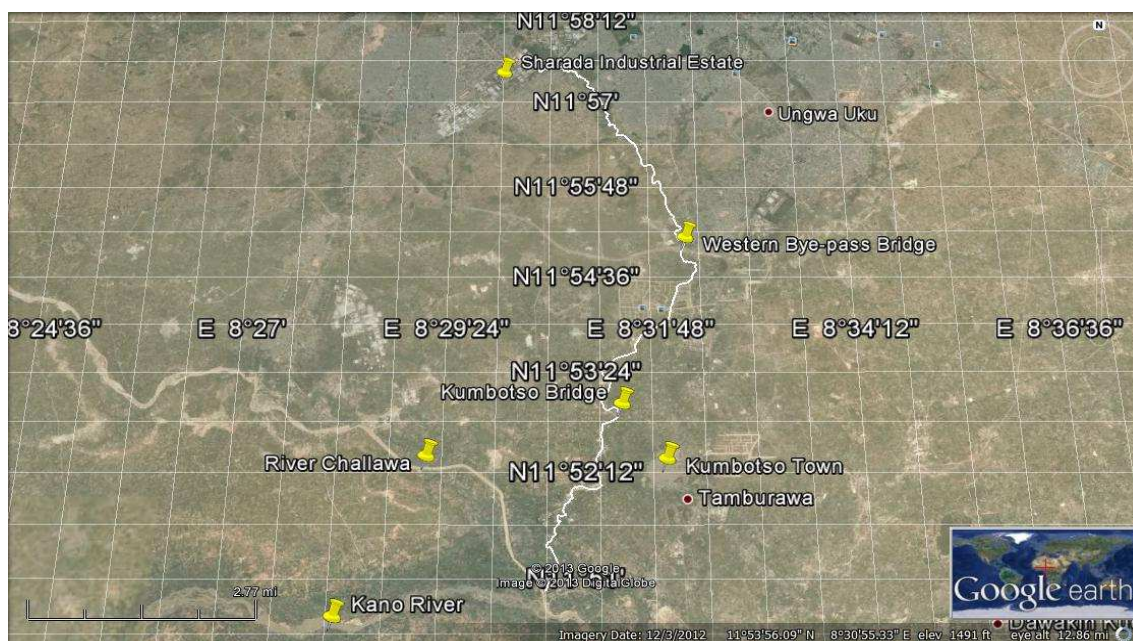 N11°58'12"
N
Sharada Industrial Estate
N11°57'
Ungwa Uku
N11°55'48"
Western Bye-pass Bridge
N11°54'36"
8°24'36" E 8°27' E 8°29'24" E 8°31'48" E 8°34'12" E 8°36'36"
N11°53'24"
Kumbotso Bridge
River Challawa
Kumbotso Town
N11°52'12"
Tamburawa
© 2013 Google
Image © 2013 DigitalGlobe
2.77 mi
Kano River
Google earth
Imagery Date: 12/3/2012 11°53'56.09" N 8°30'55.33" E elev 1491 ft eye alt 12.86 mi